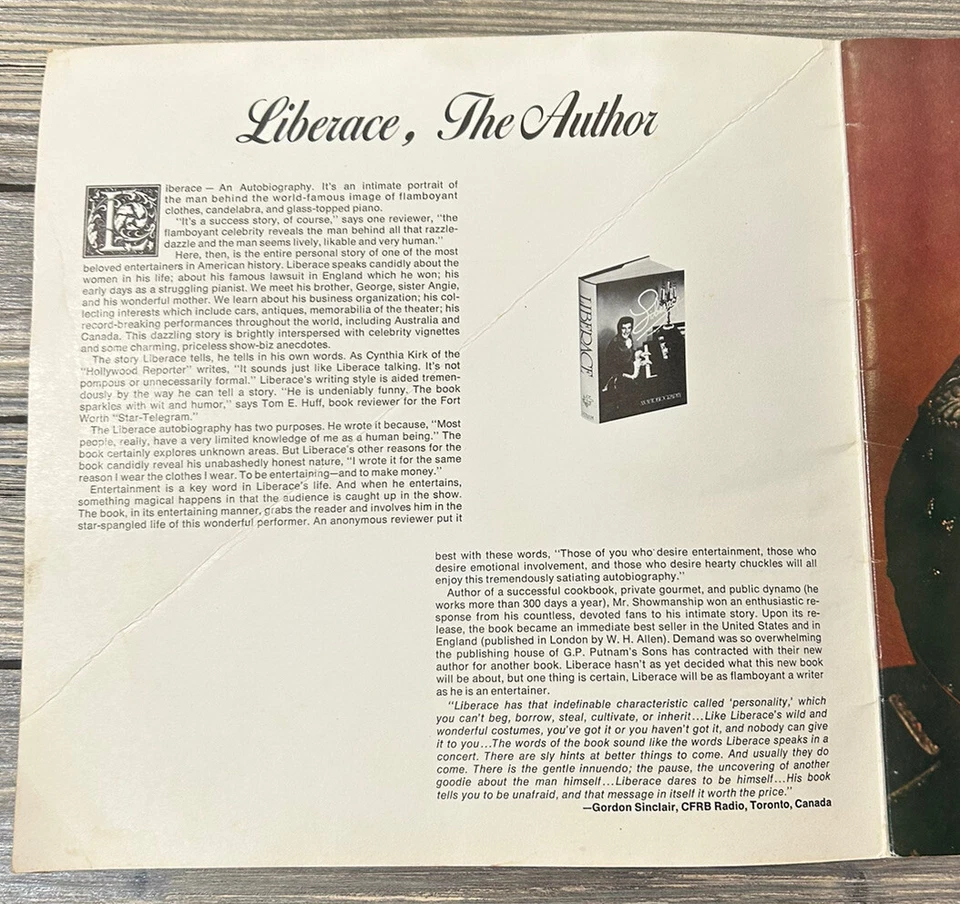 Liberace, The Author
Liberace — An Autobiography. It's an intimate portrait of
the man behind the world-famous image of flamboyant
clothes, candelabra, and glass-topped piano.
"It's a success story, of course," says one reviewer, "the
flamboyant celebrity reveals the man behind all that razzle-
dazzle and the man seems lively, likable and very human."
Here, then, is the entire personal story of one of the most
beloved entertainers in American history. Liberace speaks candidly about the
women in his life; about his famous lawsuit in England which he won; his
early days as a struggling pianist. We meet his brother, George, sister Angie,
and his wonderful mother. We learn about his business organization; his col-
lecting interests which include cars, antiques, memorabilia of the theater; his
record-breaking performances throughout the world, including Australia and
Canada. This dazzling story is brightly interspersed with celebrity vignettes
and some charming, priceless show-biz anecdotes.
The story Liberace tells, he tells in his own words. As Cynthia Kirk of the
"Hollywood Reporter" writes, "It sounds just like Liberace talking. It's not
pompous or unnecessarily formal." Liberace's writing style is aided tremen-
dously by the way he can tell a story. "He is undeniably funny. The book
sparkles with wit and humor," says Tom E. Huff, book reviewer for the Fort
Worth "Star-Telegram."
The Liberace autobiography has two purposes. He wrote it because, "Most
people, really, have a very limited knowledge of me as a human being." The
book certainly explores unknown areas. But Liberace's other reasons for the
book candidly reveal his unabashedly honest nature, "I wrote it for the same
reason I wear the clothes I wear. To be entertaining—and to make money."
Entertainment is a key word in Liberace's life. And when he entertains,
something magical happens in that the audience is caught up in the show.
The book, in its entertaining manner, grabs the reader and involves him in the
star-spangled life of this wonderful performer. An anonymous reviewer put it
LIBERACE
Liberace
AUTOBIOGRAPHY
best with these words, "Those of you who desire entertainment, those who
desire emotional involvement, and those who desire hearty chuckles will all
enjoy this tremendously satiating autobiography."
Author of a successful cookbook, private gourmet, and public dynamo (he
works more than 300 days a year), Mr. Showmanship won an enthusiastic re-
sponse from his countless, devoted fans to his intimate story. Upon its re-
lease, the book became an immediate best seller in the United States and in
England (published in London by W. H. Allen). Demand was so overwhelming
the publishing house of G.P. Putnam's Sons has contracted with their new
author for another book. Liberace hasn't as yet decided what this new book
will be about, but one thing is certain, Liberace will be as flamboyant a writer
as he is an entertainer.
"Liberace has that indefinable characteristic called 'personality,' which
you can't beg, borrow, steal, cultivate, or inherit...Like Liberace's wild and
wonderful costumes, you've got it or you haven't got it, and nobody can give
it to you...The words of the book sound like the words Liberace speaks in a
concert. There are sly hints at better things to come. And usually they do
come. There is the gentle innuendo; the pause, the uncovering of another
goodie about the man himself...Liberace dares to be himself...His book
tells you to be unafraid, and that message in itself it worth the price."
—Gordon Sinclair, CFRB Radio, Toronto, Canada